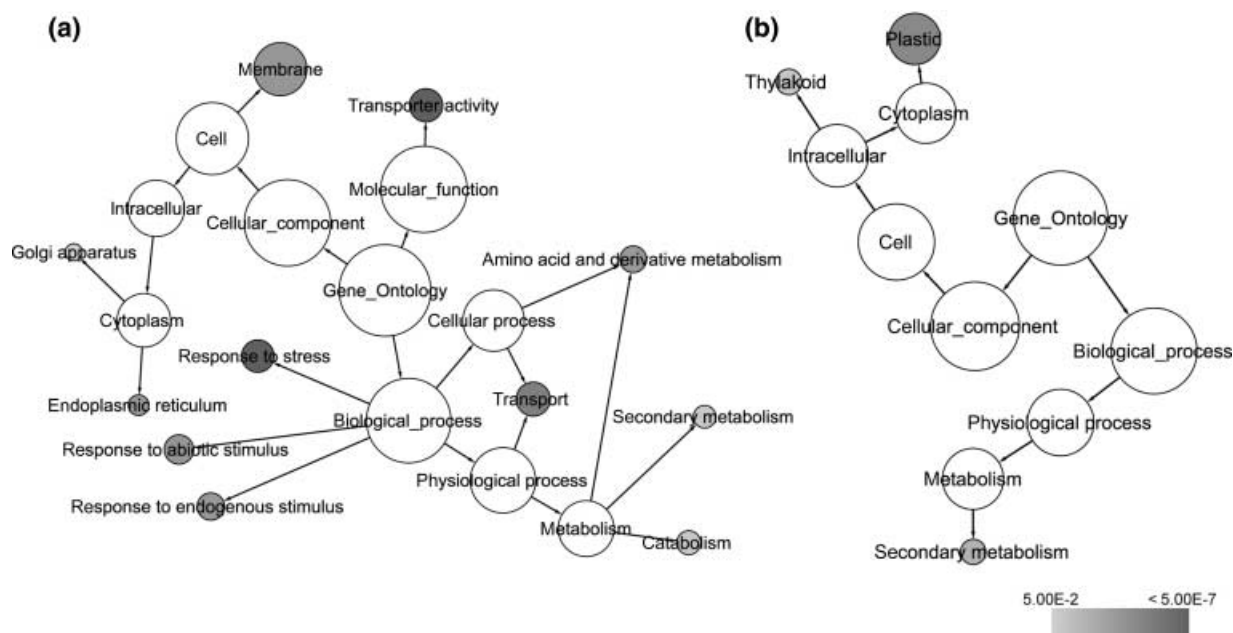 (a)
Membrane
Transporter activity
Cell
Molecular_function
Intracellular
Cellular_component
Golgi apparatus
Amino acid and derivative metabolism
Gene_Ontology
Cytoplasm
Cellular process
Response to stress
Endoplasmic reticulum
Transport
Biological_process
Secondary metabolism
Response to abiotic stimulus
Physiological process
Response to endogenous stimulus
Metabolism
Catabolism
(b)
Plastid
Thylakoid
Cytoplasm
Intracellular
Gene_Ontology
Cell
Cellular_component
Biological_process
Physiological process
Metabolism
Secondary metabolism
5.00E-2 < 5.00E-7